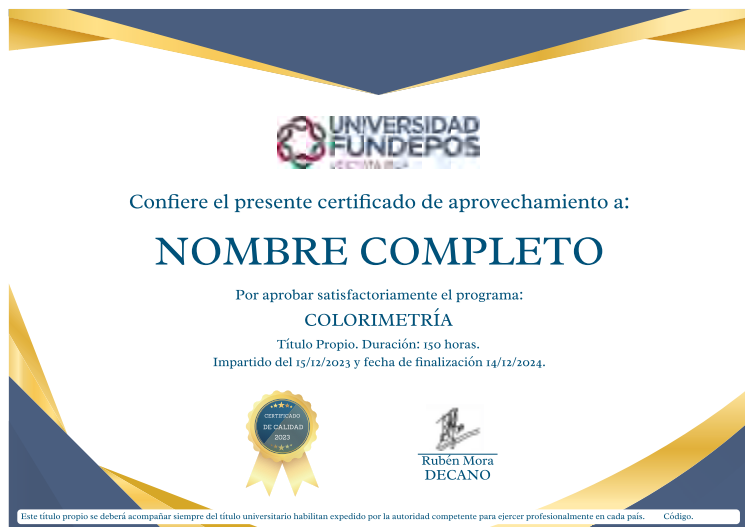 UNIVERSIDAD
FUNDEPOS
Confiere el presente certificado de aprovechamiento a:
NOMBRE COMPLETO
Por aprobar satisfactoriamente el programa:
COLORIMETRÍA
Título Propio. Duración: 150 horas.
Impartido del 15/12/2023 y fecha de finalización 14/12/2024.
CERTIFICADO
DE CALIDAD
2023
Rubén Mora
DECANO
Este título propio se deberá acompañar siempre del título universitario habilitan expedido por la autoridad competente para ejercer profesionalmente en cada país. Código.